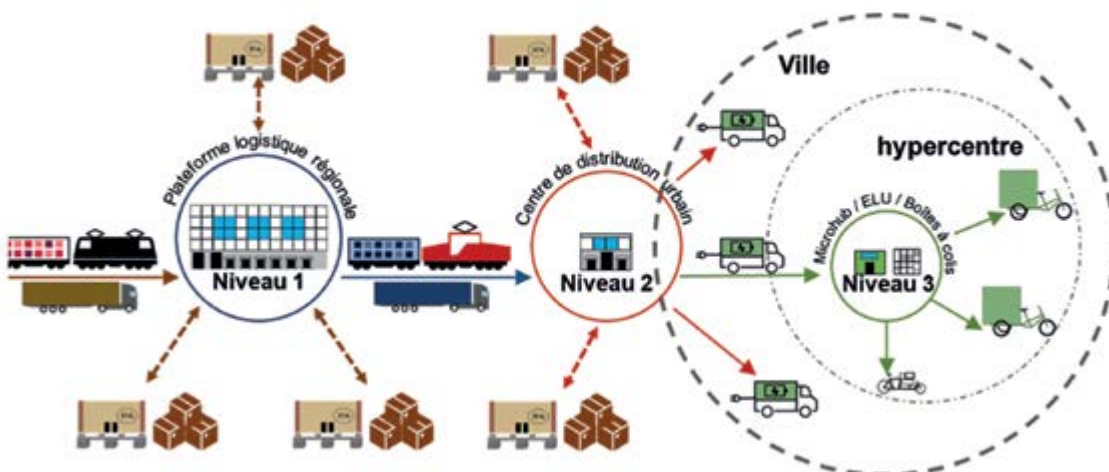 Ville
hypercentre
Plateforme logistique régionale
Centre de distribution urbain
Microhub / ELU / Boîtes à colis
Niveau 1
Niveau 2
Niveau 3